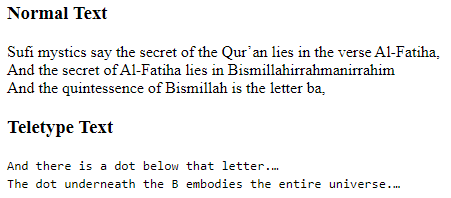 Normal Text
Sufi mystics say the secret of the Qurʼan lies in the verse Al-Fatiha,
And the secret of Al-Fatiha lies in Bismillahirrahmanirrahim
And the quintessence of Bismillah is the letter ba,
Teletype Text
And there is a dot below that letter.…
The dot underneath the B embodies the entire universe.…